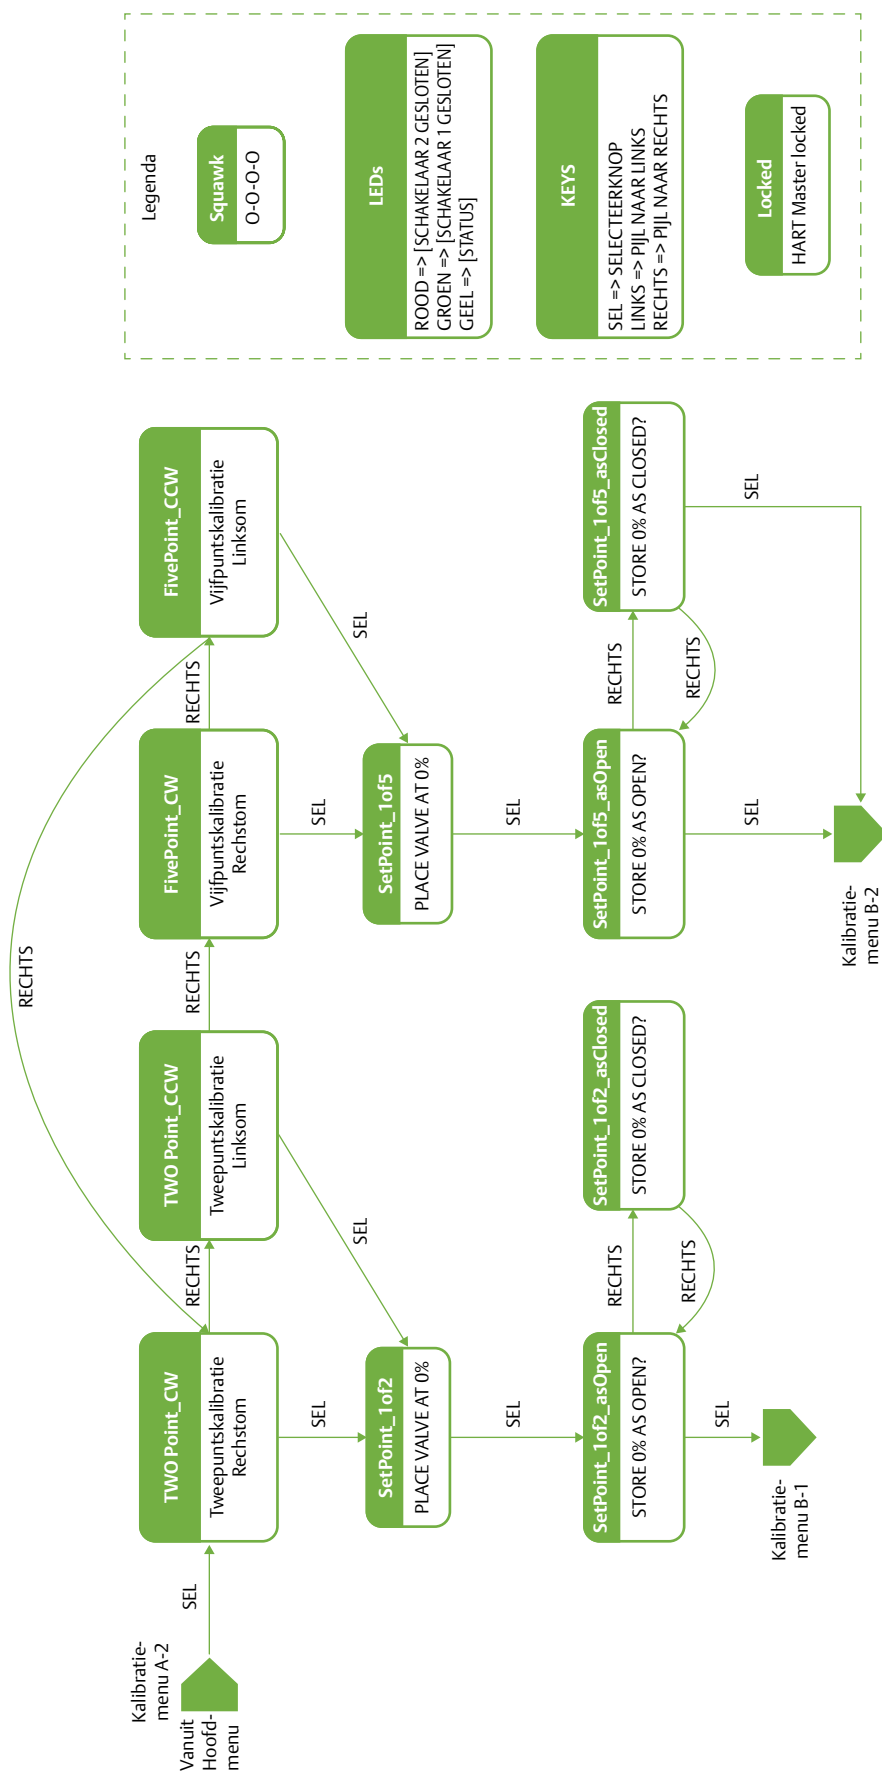 Kalibratie-
menu A-2
Vanuit
Hoofd-
menu
SEL
RECHTS
TWO Point_CW
Tweepuntskalibratie
Rechstom
RECHTS
TWO Point_CCW
Tweepuntskalibratie
Linksom
RECHTS
FivePoint_CW
Vijfpuntskalibratie
Rechstom
RECHTS
FivePoint_CCW
Vijfpuntskalibratie
Linksom
SEL
SEL
SEL
SEL
SetPoint_1of2
PLACE VALVE AT 0%
SetPoint_1of5
PLACE VALVE AT 0%
SEL
SEL
SetPoint_1of2_asOpen
STORE 0% AS OPEN?
RECHTS
RECHTS
SetPoint_1of2_asClosed
STORE 0% AS CLOSED?
SetPoint_1of5_asOpen
STORE 0% AS OPEN?
RECHTS
RECHTS
SetPoint_1of5_asClosed
STORE 0% AS CLOSED?
SEL
SEL
SEL
Kalibratie-
menu B-1
Kalibratie-
menu B-2
Legenda
Squawk
O-O-O-O
LEDs
ROOD => [SCHAKELAAR 2 GESLOTEN]
GROEN => [SCHAKELAAR 1 GESLOTEN]
GEEL => [STATUS]
KEYS
SEL => SELECTEERKNOP
LINKS => PIJL NAAR LINKS
RECHTS => PIJL NAAR RECHTS
Locked
HART Master locked